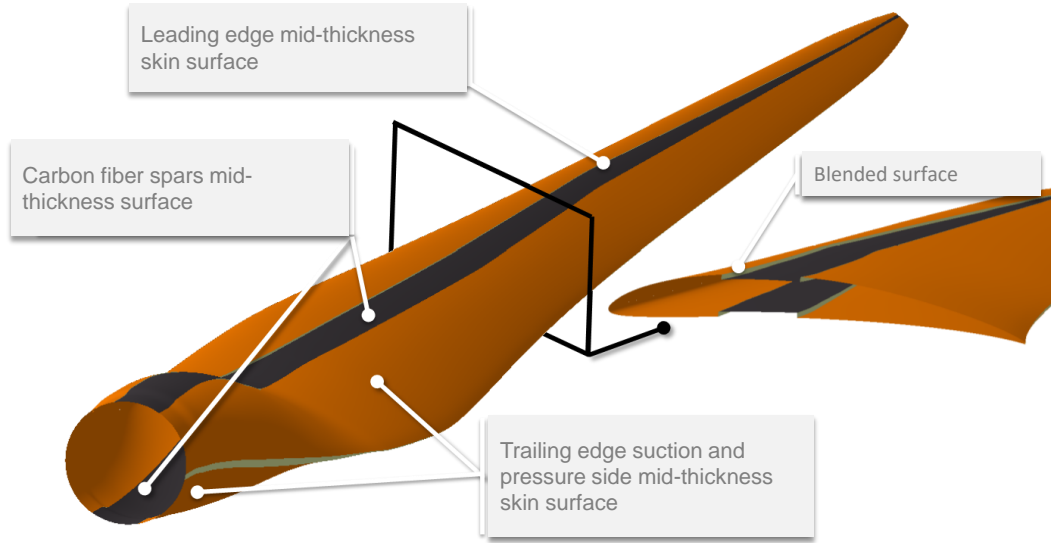 Leading edge mid-thickness
skin surface
Carbon fiber spars mid-
thickness surface
Blended surface
Trailing edge suction and
pressure side mid-thickness
skin surface